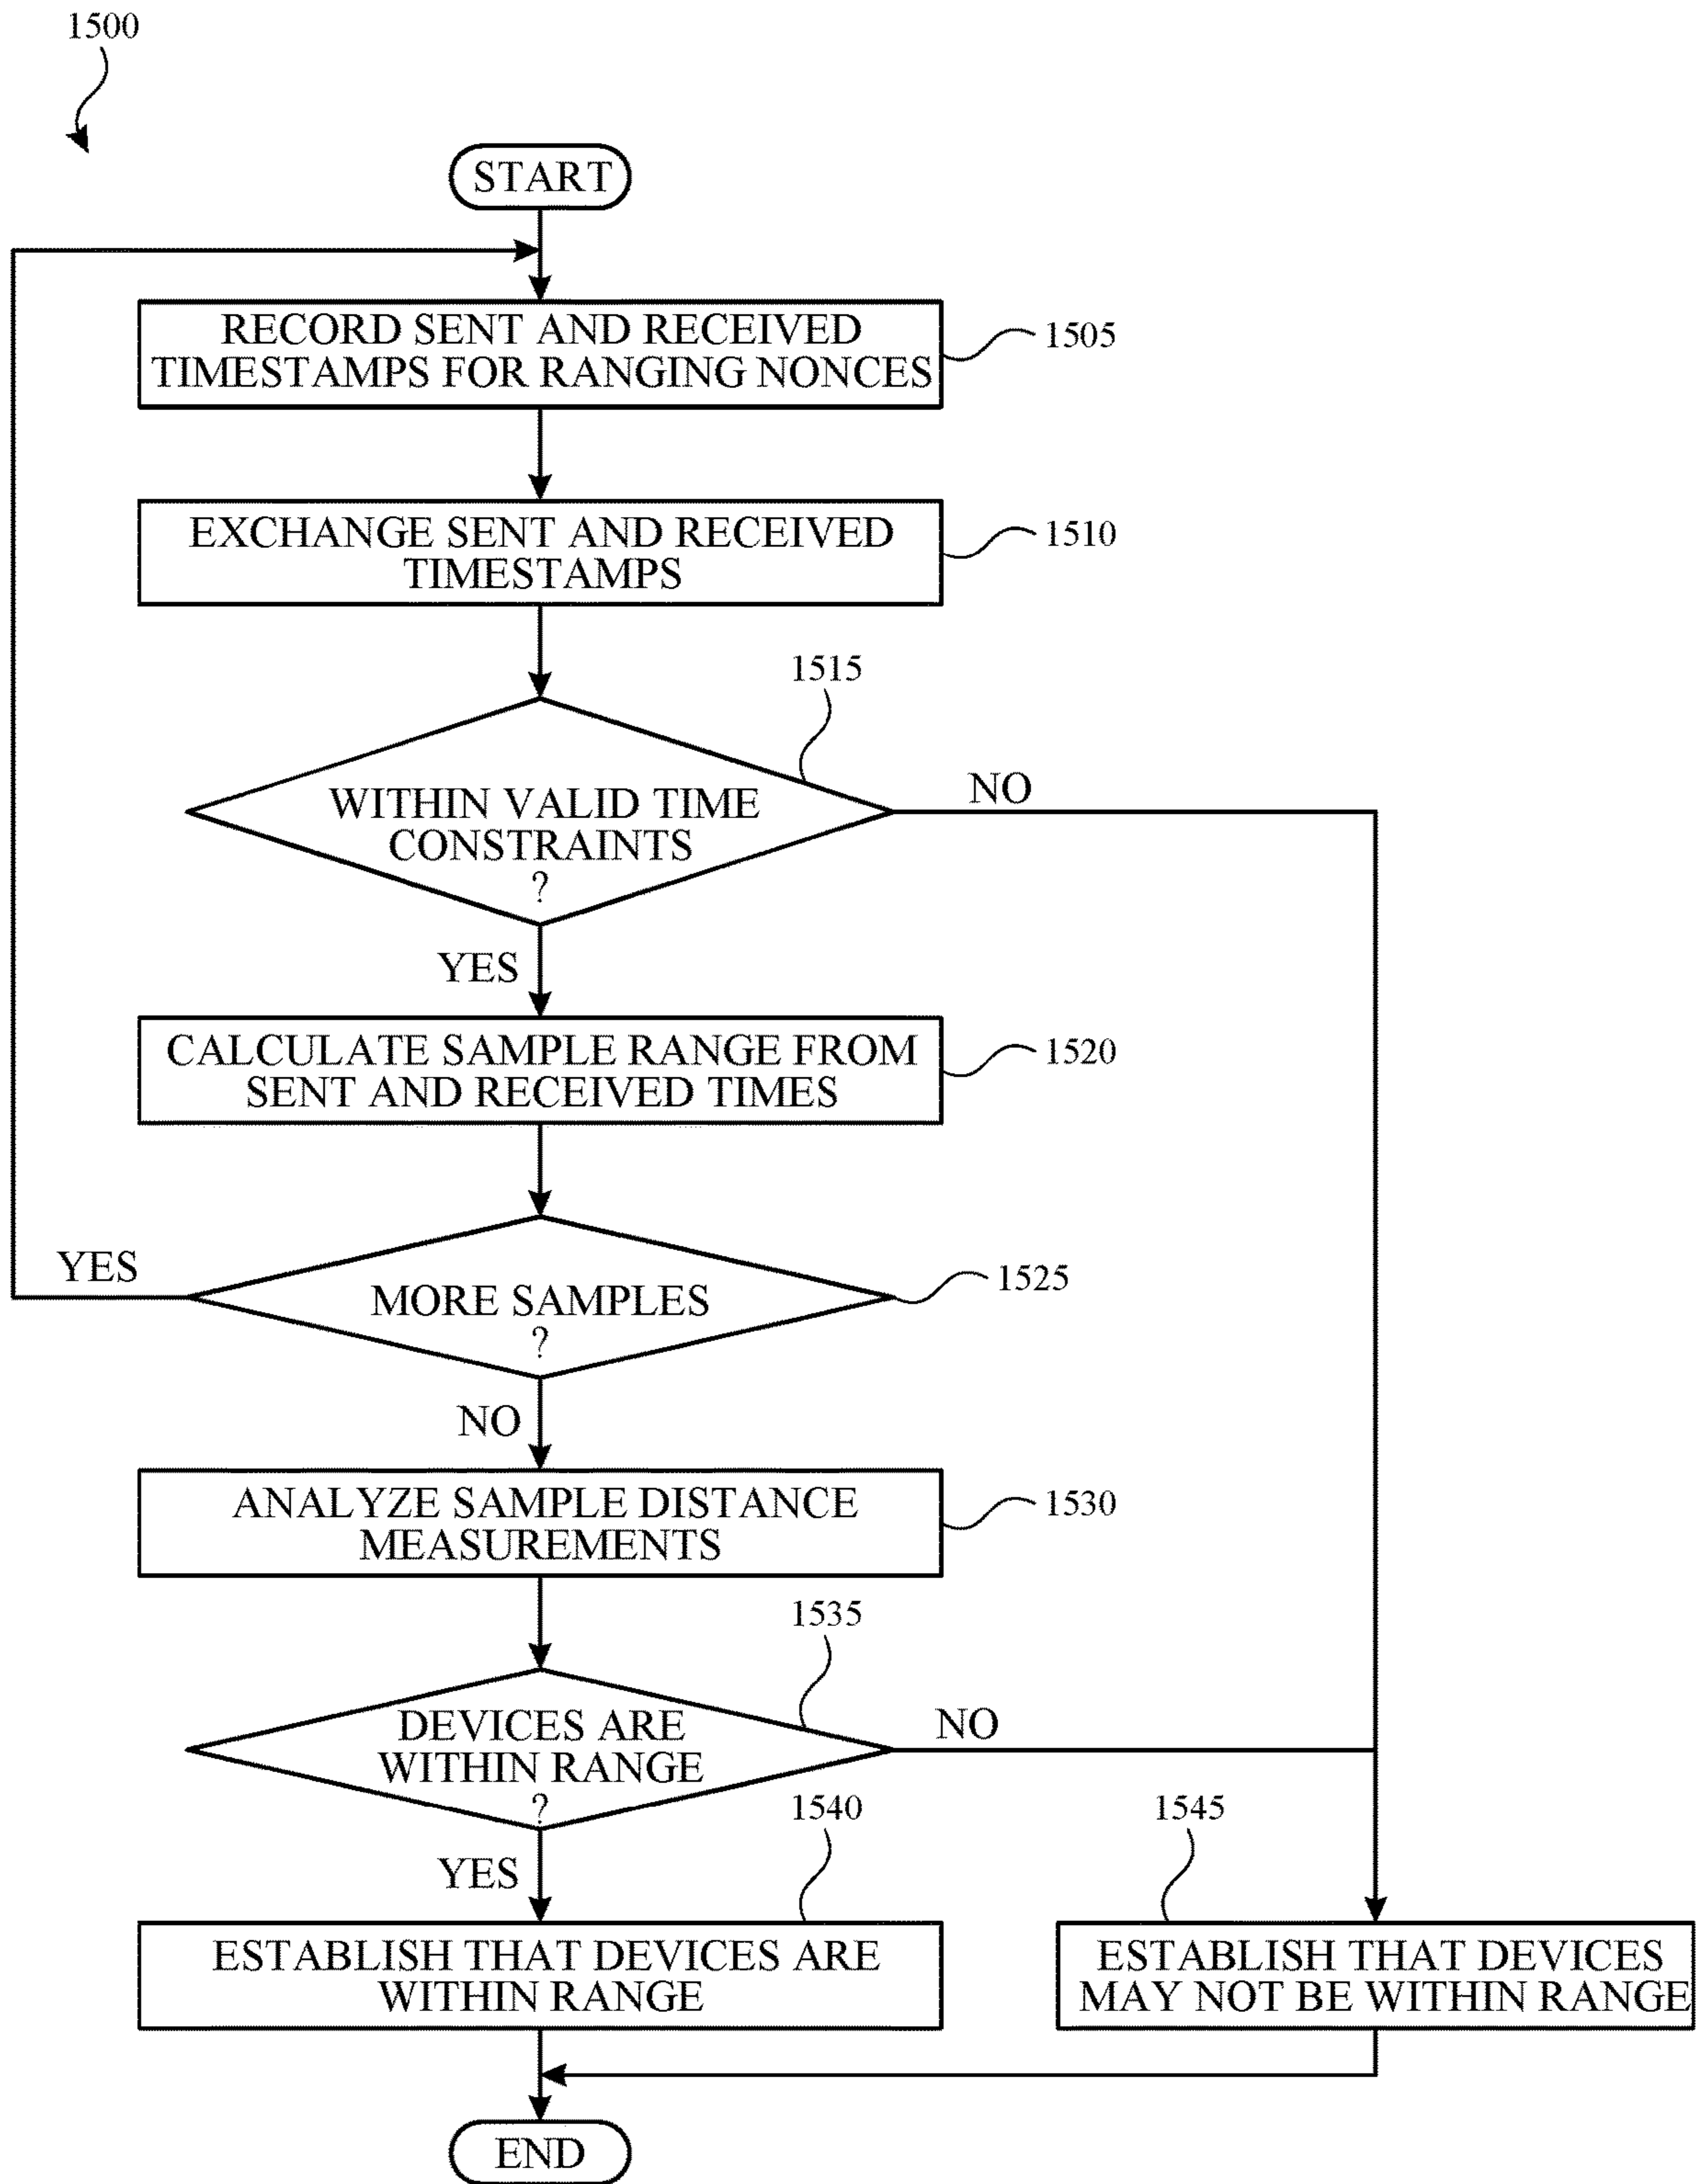 1500
START
RECORD SENT AND RECEIVED
TIMESTAMPS FOR RANGING NONCES
1505
EXCHANGE SENT AND RECEIVED
TIMESTAMPS
1510
1515
WITHIN VALID TIME
CONSTRAINTS
?
NO
YES
CALCULATE SAMPLE RANGE FROM
SENT AND RECEIVED TIMES
1520
YES
MORE SAMPLES
?
1525
NO
ANALYZE SAMPLE DISTANCE
MEASUREMENTS
1530
1535
DEVICES ARE
WITHIN RANGE
?
NO
YES
1540
1545
ESTABLISH THAT DEVICES ARE
WITHIN RANGE
ESTABLISH THAT DEVICES
MAY NOT BE WITHIN RANGE
END